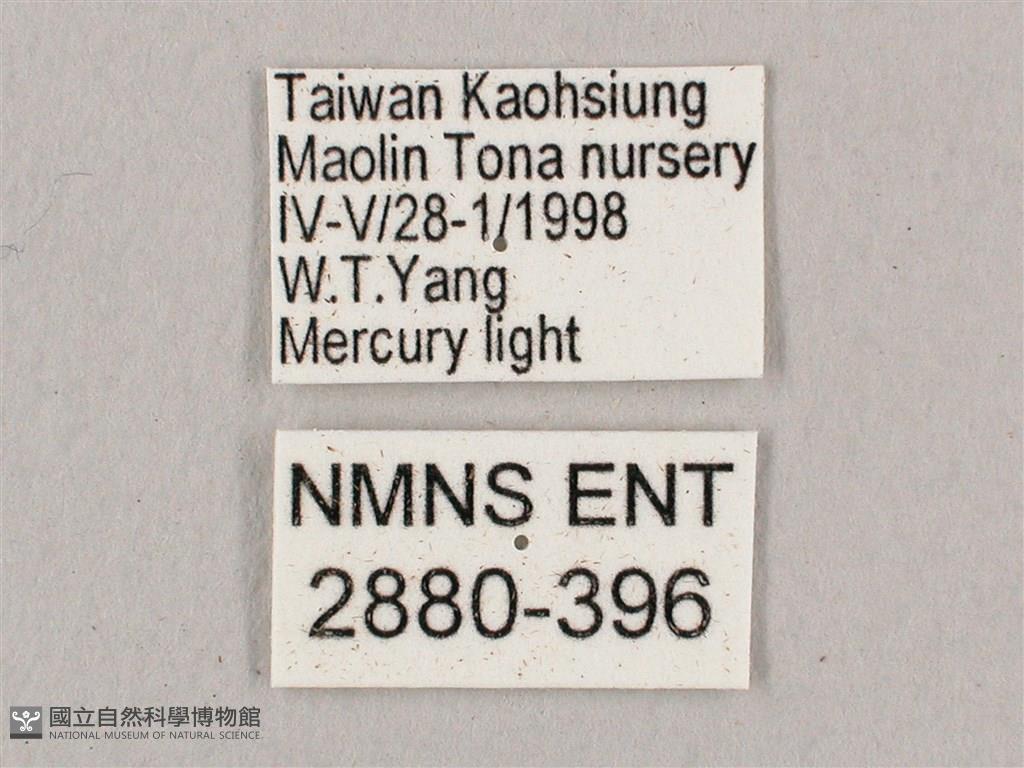 Taiwan Kaohsiung
Maolin Tona nursery
IV-V/28-1/1998
W.T.Yang
Mercury light
NMNS ENT
2880-396
國立自然科學博物館
NATIONAL MUSEUM OF NATURAL SCIENCE